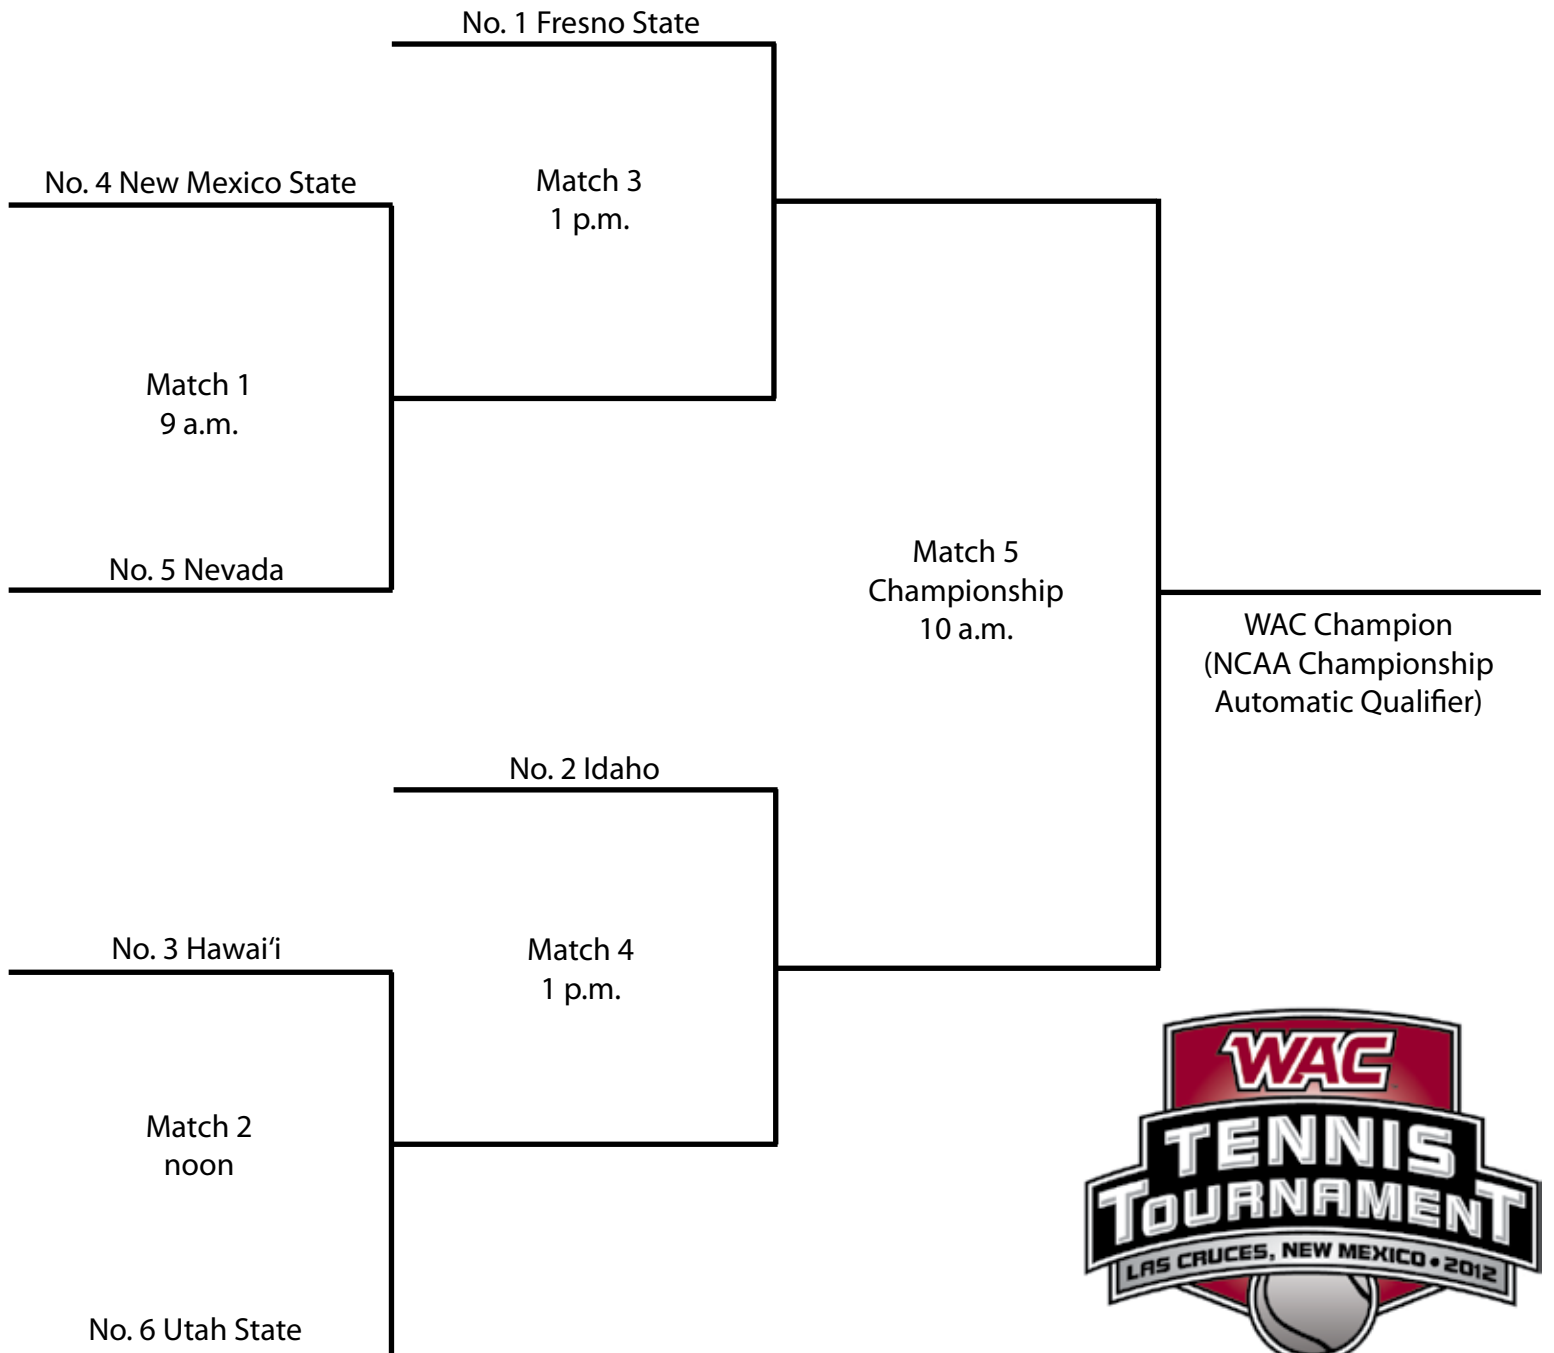 No. 1 Fresno State
No. 4 New Mexico State
Match 3
1 p.m.
Match 1
9 a.m.
No. 5 Nevada
Match 5
Championship
10 a.m.
WAC Champion
(NCAA Championship
Automatic Qualifier)
No. 2 Idaho
No. 3 Hawai‘i
Match 4
1 p.m.
Match 2
noon
No. 6 Utah State
WAC
TENNIS
TOURNAMENT
LAS CRUCES, NEW MEXICO • 2012